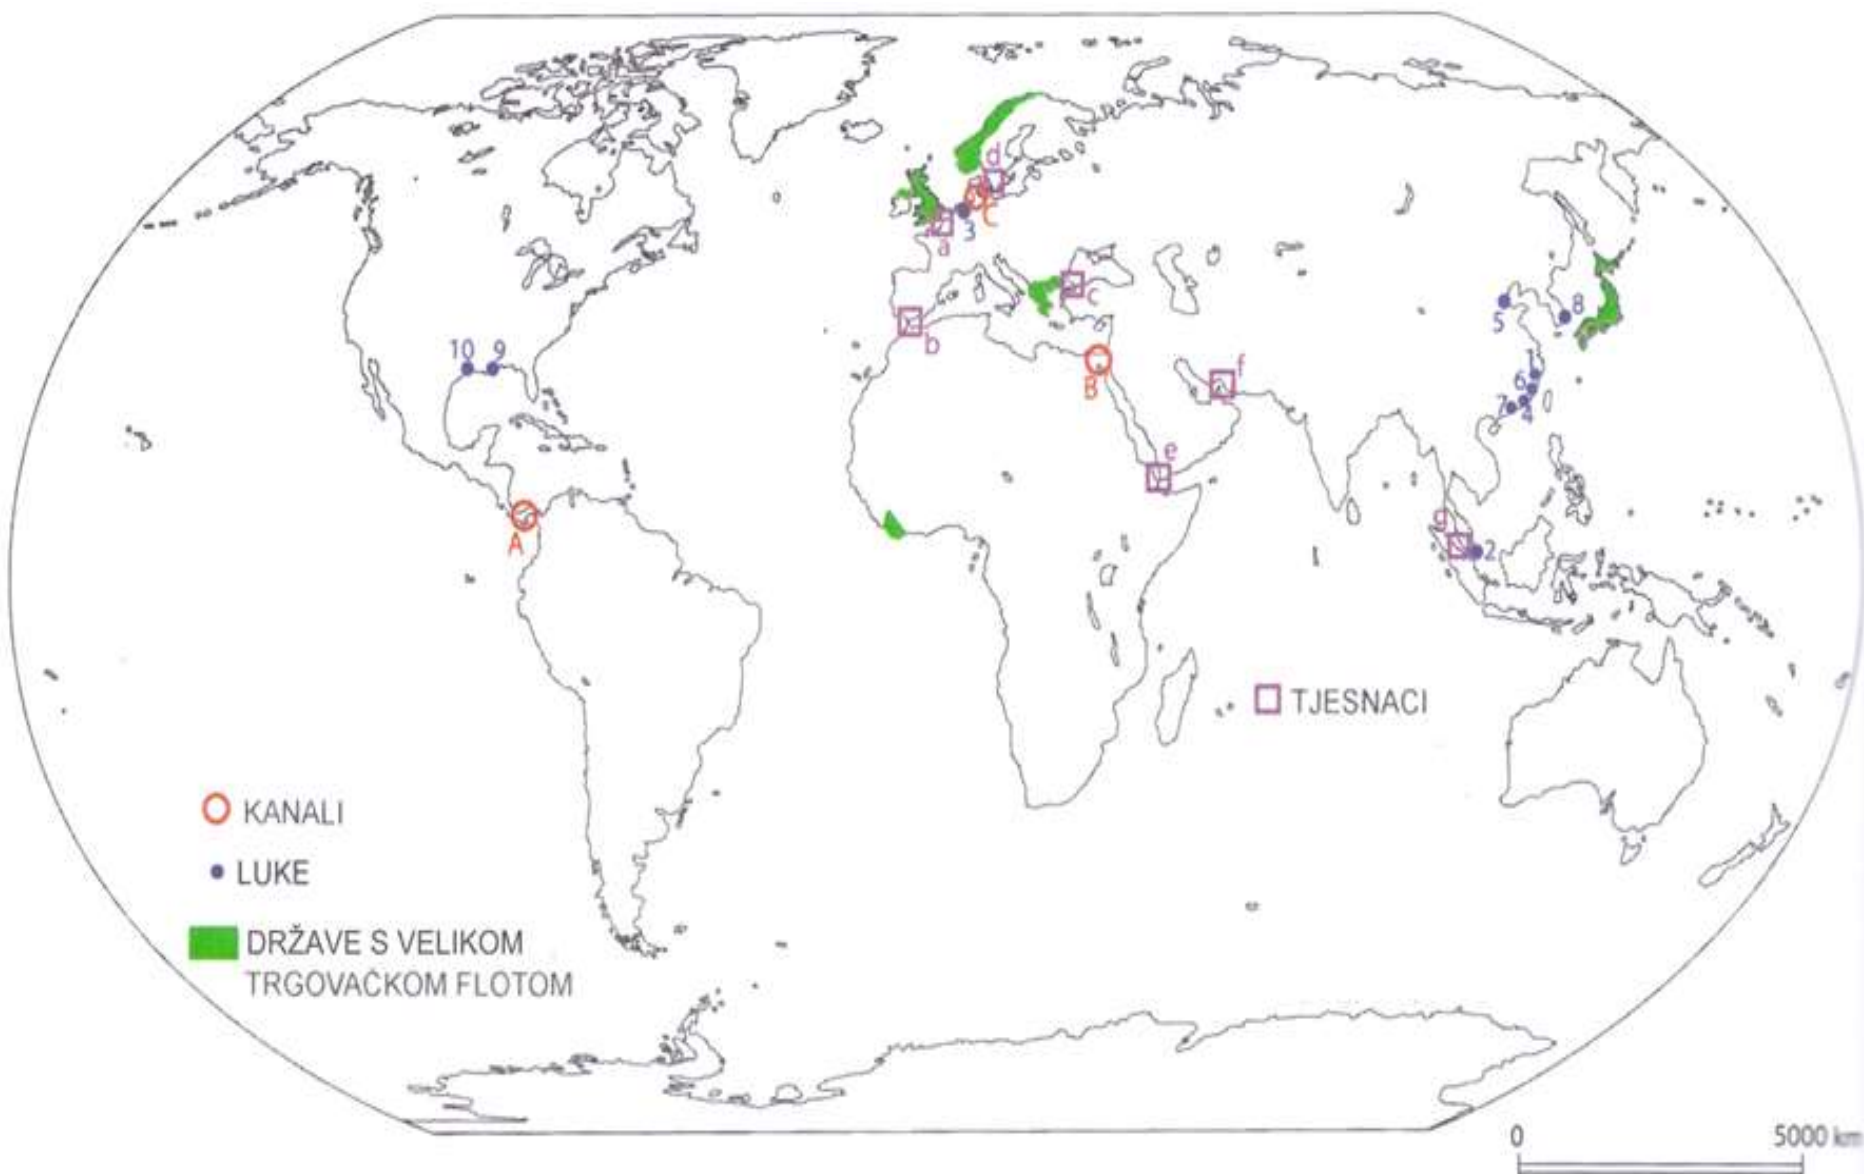 d
C
3
a
c
b
B
f
e
5
8
1
6
7
4
10 9
A
g
2
TJESNACI
KANALI
LUKE
DRŽAVE S VELIKOM
TRGOVAČKOM FLOTOM
0 5000 km